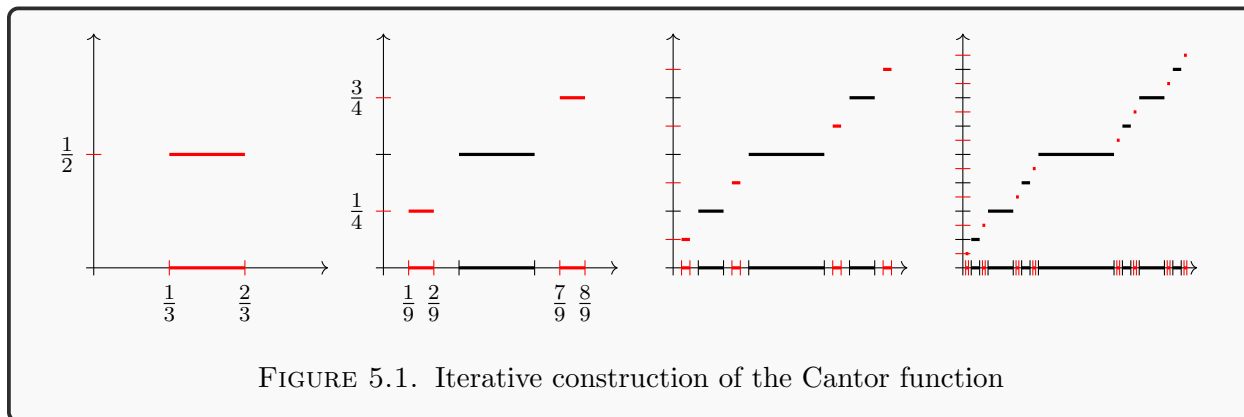 1/2
1/3 2/3
3/4
1/4
1/9 2/9 7/9 8/9
FIGURE 5.1. Iterative construction of the Cantor function